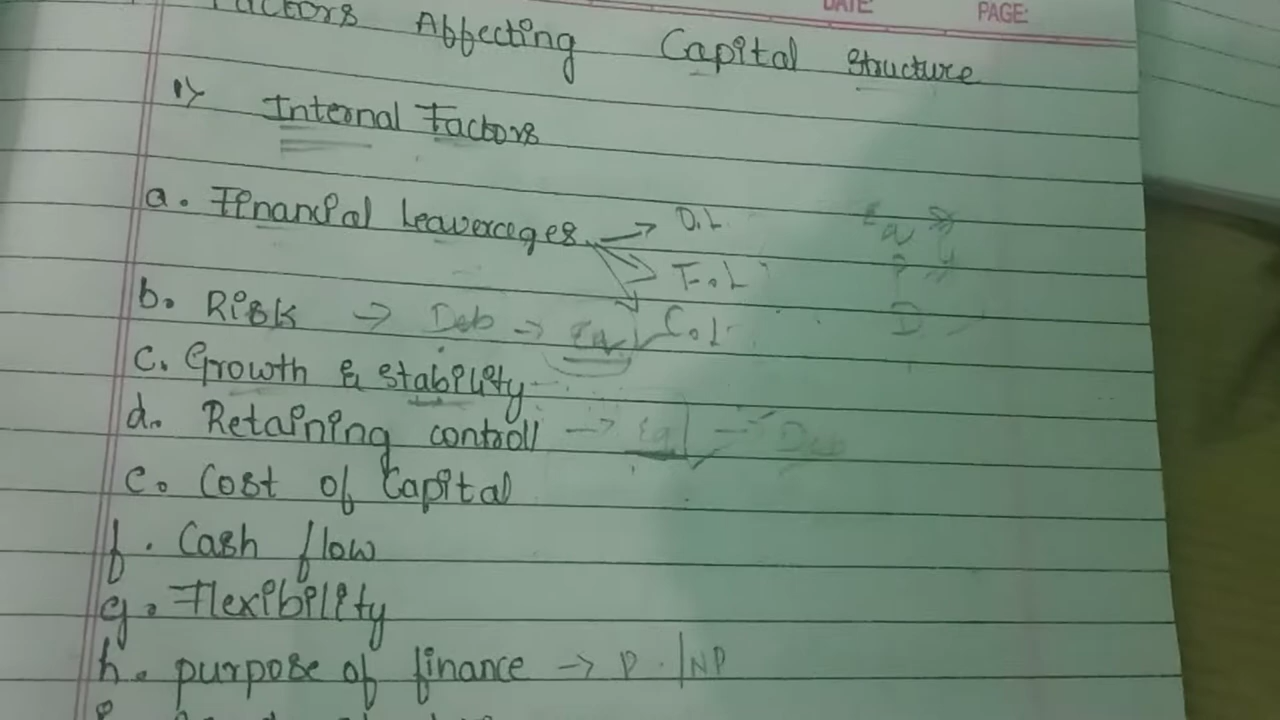 DATE: PAGE:
Factors Affecting Capital Structure
1) Internal Factors
a. Financial Leaverages → O.L
→ F.L
→ C.L
b. Risk → Deb → Eq
c. Growth & stability
d. Retaining controll → Eq → Deb
e. Cost of Capital
f. Cash flow
g. Flexibility
h. purpose of finance → P. |NP